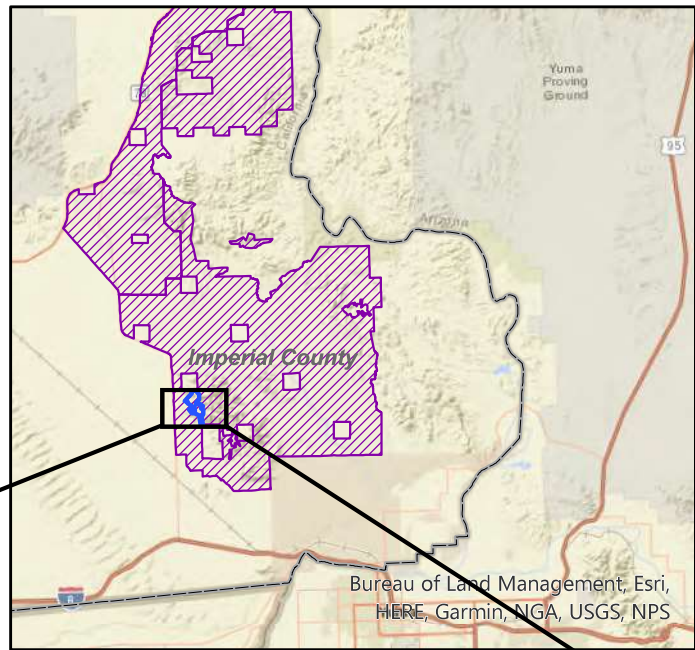 Yuma
Proving
Ground
78
95
California
Arizona
Imperial County
8
Bureau of Land Management, Esri,
HERE, Garmin, NGA, USGS, NPS